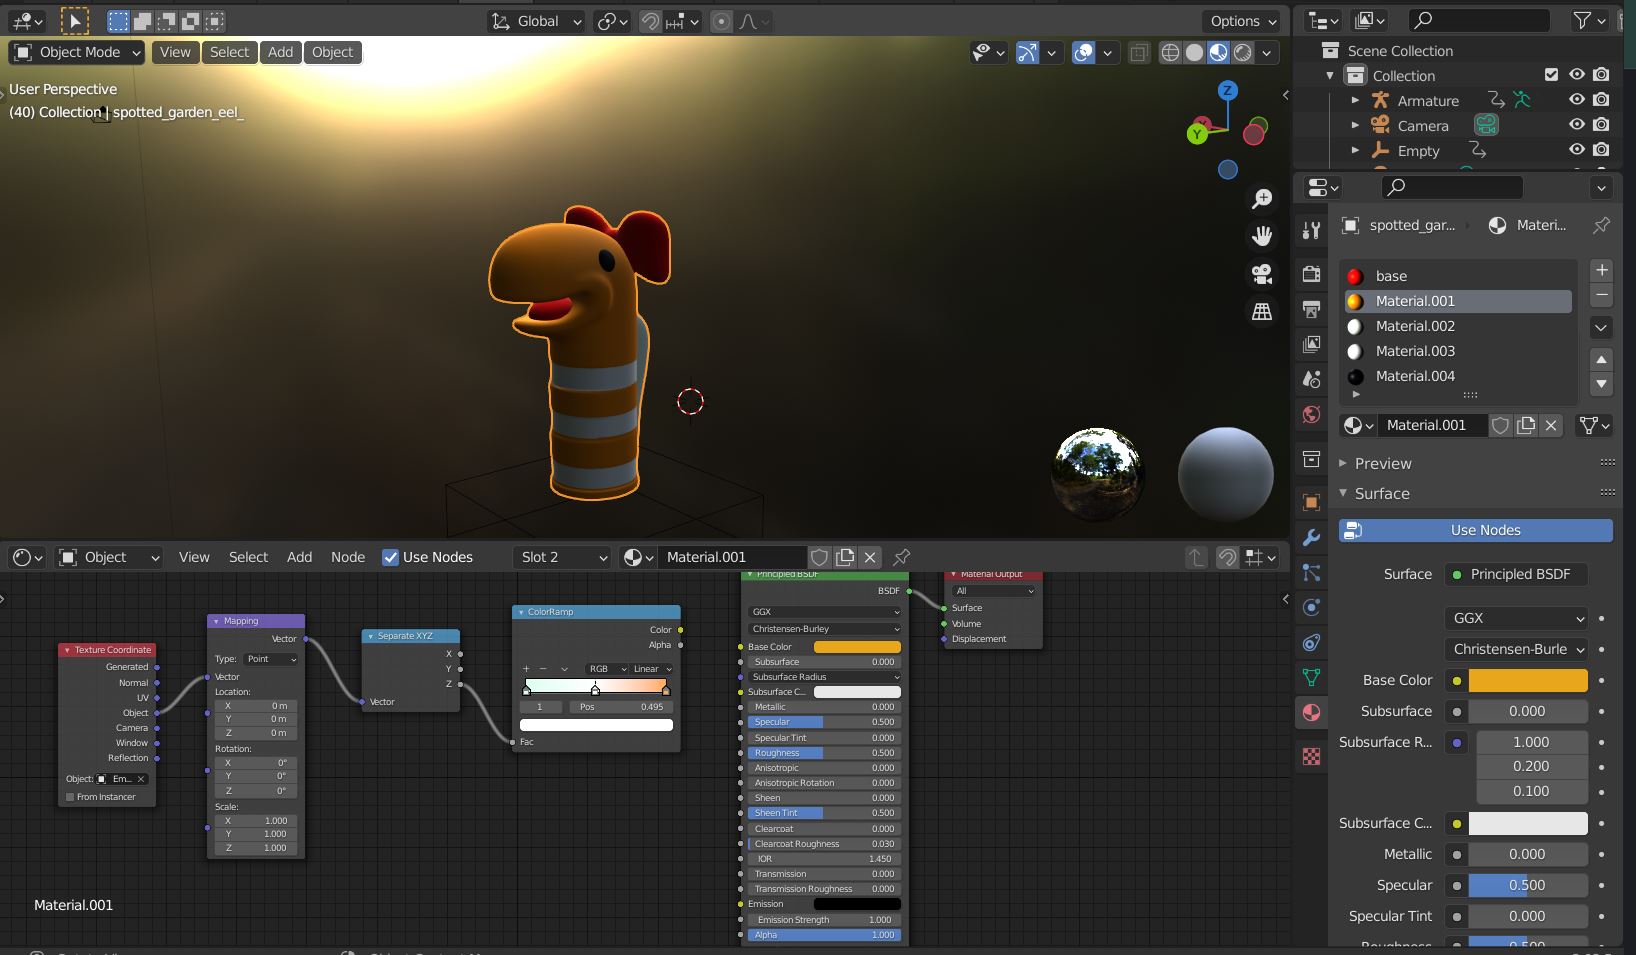 Global
Options
Object Mode
View
Select
Add
Object
User Perspective
(40) Collection | spotted_garden_eel_
Z
Y
Scene Collection
Collection
Armature
Camera
Empty
spotted_gar...
Materi...
base
Material.001
Material.002
Material.003
Material.004
Material.001
Preview
Surface
Use Nodes
Surface
Principled BSDF
GGX
Christensen-Burle
Base Color
Subsurface
0.000
Subsurface R...
1.000
0.200
0.100
Subsurface C...
Metallic
0.000
Specular
0.500
Specular Tint
0.000
Roughness
0.500
Object
View
Select
Add
Node
Use Nodes
Slot 2
Material.001
Texture Coordinate
Generated
Normal
UV
Object
Camera
Window
Reflection
Object:
Em...
From Instancer
Mapping
Vector
Type:
Point
Vector
Location:
X 0 m
Y 0 m
Z 0 m
Rotation:
X 0°
Y 0°
Z 0°
Scale:
X 1.000
Y 1.000
Z 1.000
Separate XYZ
X
Y
Z
Vector
ColorRamp
Color
Alpha
RGB
Linear
1
Pos 0.495
Fac
Principled BSDF
BSDF
GGX
Christensen-Burley
Base Color
Subsurface 0.000
Subsurface Radius
Subsurface C...
Metallic 0.000
Specular 0.500
Specular Tint 0.000
Roughness 0.500
Anisotropic 0.000
Anisotropic Rotation 0.000
Sheen 0.000
Sheen Tint 0.500
Clearcoat 0.000
Clearcoat Roughness 0.030
IOR 1.450
Transmission 0.000
Transmission Roughness 0.000
Emission
Emission Strength 1.000
Alpha 1.000
Material Output
All
Surface
Volume
Displacement
Material.001